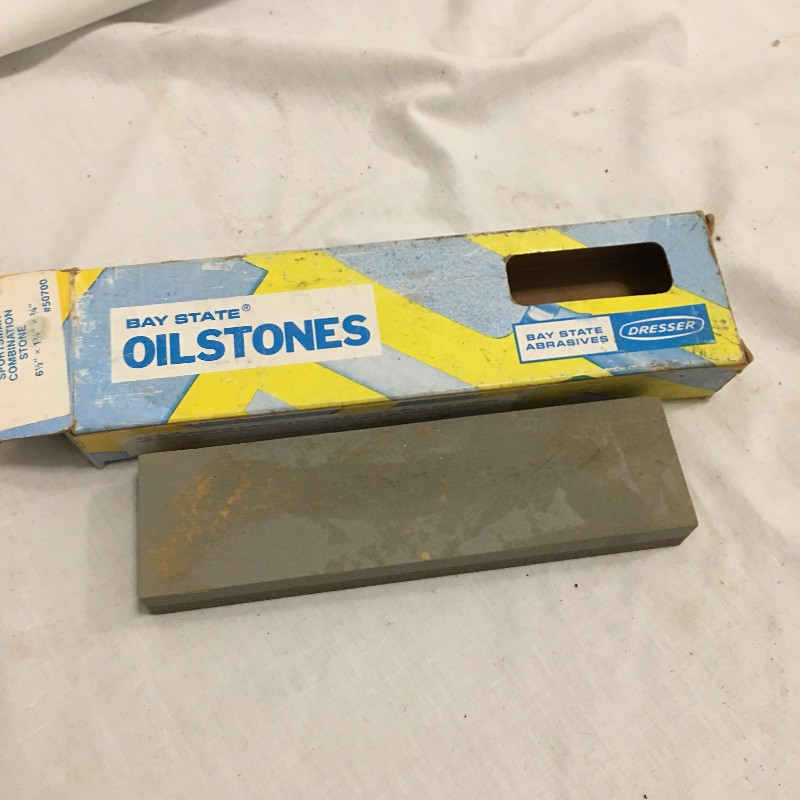 BAY STATE®
OILSTONES
BAY STATE
ABRASIVES
DRESSER
COMBINATION
STONE
#50700